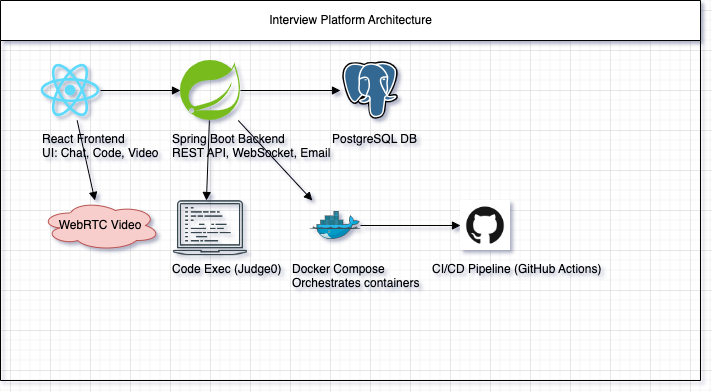 Interview Platform Architecture
React Frontend
UI: Chat, Code, Video
Spring Boot Backend
REST API, WebSocket, Email
PostgreSQL DB
WebRTC Video
Code Exec (Judge0)
Docker Compose
Orchestrates containers
CI/CD Pipeline (GitHub Actions)